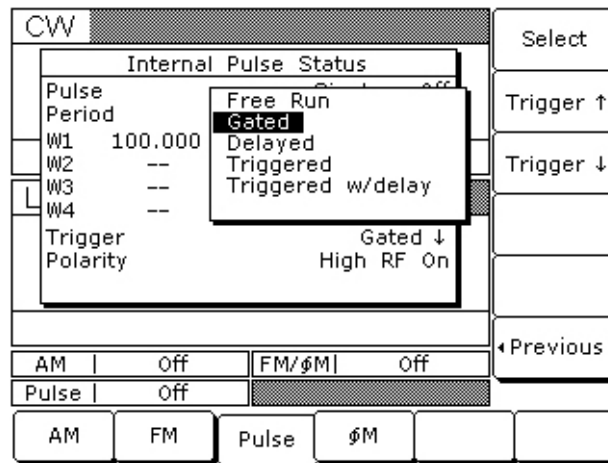 CW
Internal Pulse Status
Pulse
Period
W1 100.000
W2 --
W3 --
W4 --
Trigger Gated ↓
Polarity High RF On
Free Run
Gated
Delayed
Triggered
Triggered w/delay
AM | Off
FM/ϕM| Off
Pulse | Off
AM
FM
Pulse
ϕM
Select
Trigger ↑
Trigger ↓
◂Previous